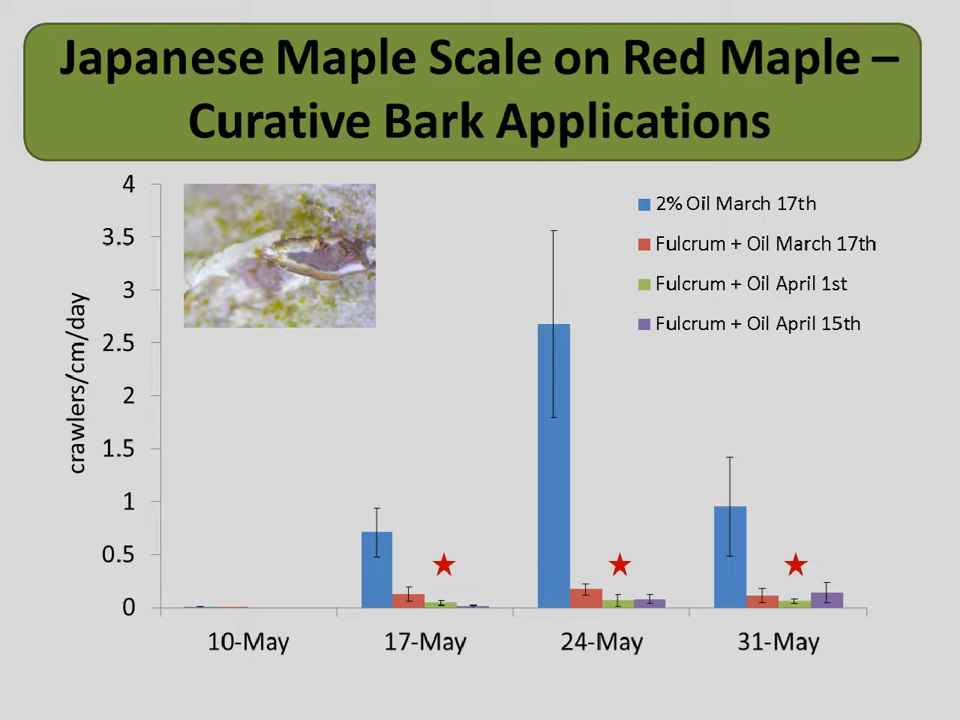 Japanese Maple Scale on Red Maple –
Curative Bark Applications
4
3.5
3
2.5
2
1.5
1
0.5
0
crawlers/cm/day
2% Oil March 17th
Fulcrum + Oil March 17th
Fulcrum + Oil April 1st
Fulcrum + Oil April 15th
10-May
17-May
24-May
31-May